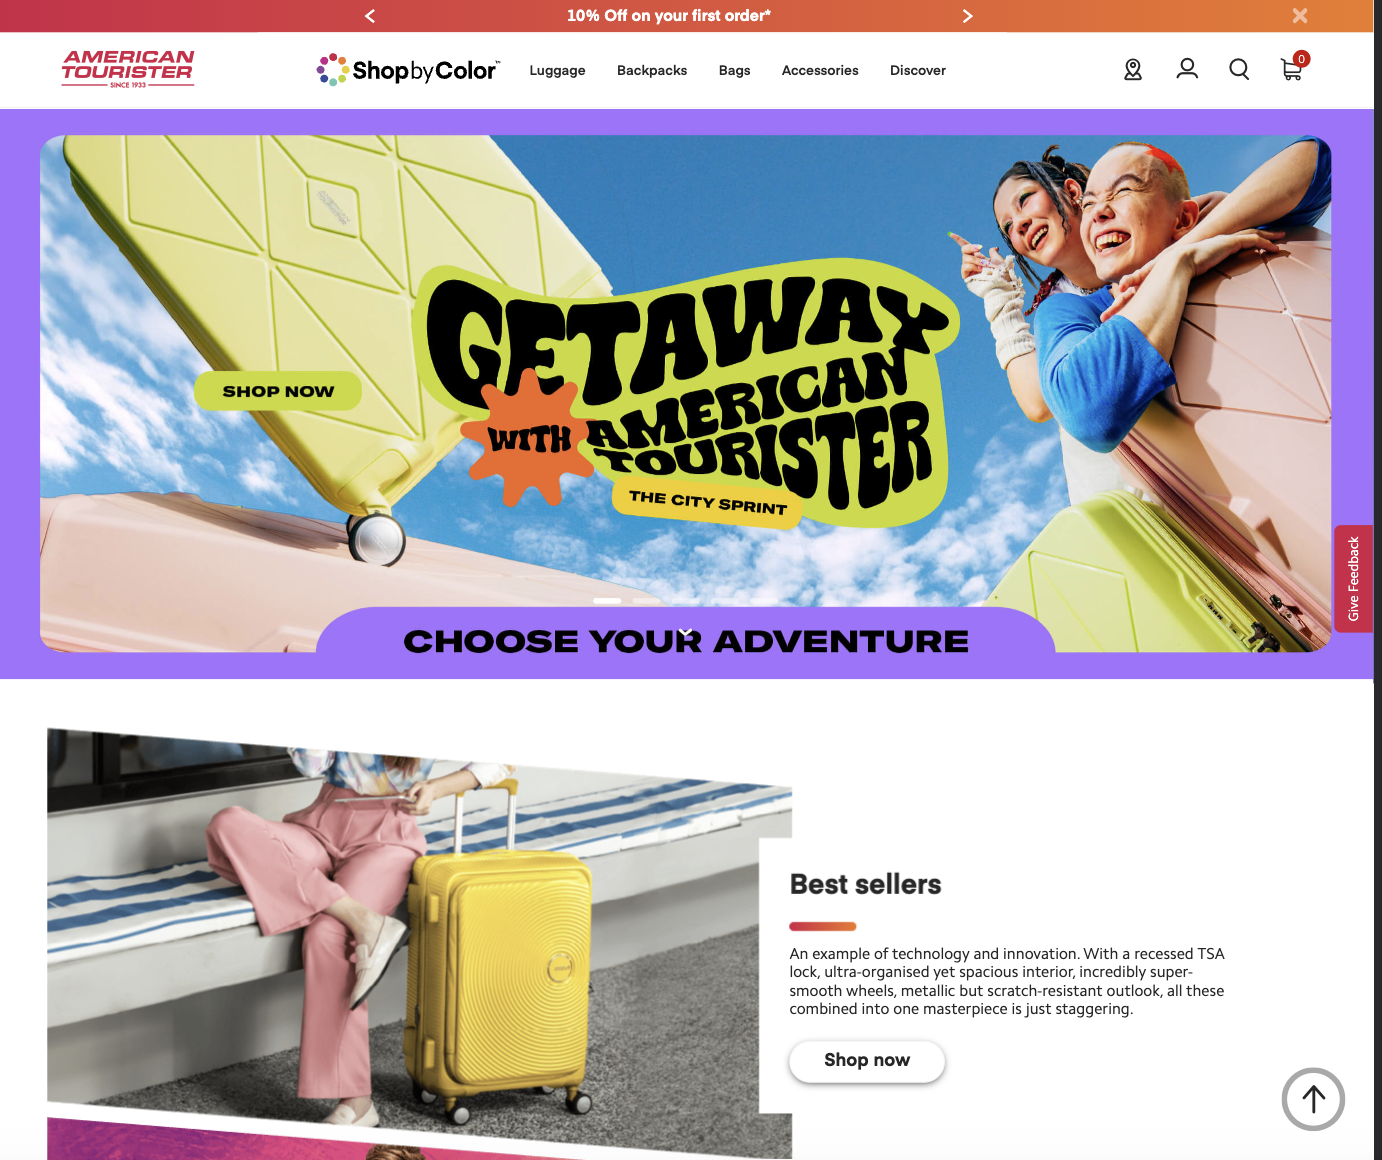 10% Off on your first order*
AMERICAN
TOURISTER
SINCE 1933
ShopbyColor™
Luggage
Backpacks
Bags
Accessories
Discover
0
GETAWAY
WITH AMERICAN
TOURISTER
THE CITY SPRINT
SHOP NOW
Give Feedback
CHOOSE YOUR ADVENTURE
Best sellers
An example of technology and innovation. With a recessed TSA
lock, ultra-organised yet spacious interior, incredibly super-
smooth wheels, metallic but scratch-resistant outlook, all these
combined into one masterpiece is just staggering.
Shop now